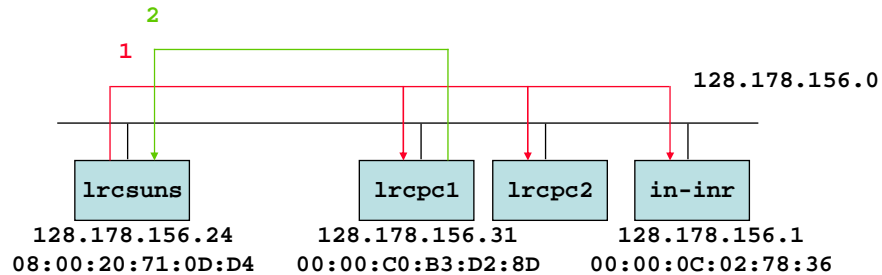 2
1
128.178.156.0
lrcsuns lrcpc1 lrcpc2 in-inr
128.178.156.24 128.178.156.31 128.178.156.1
08:00:20:71:0D:D4 00:00:C0:B3:D2:8D 00:00:0C:02:78:36